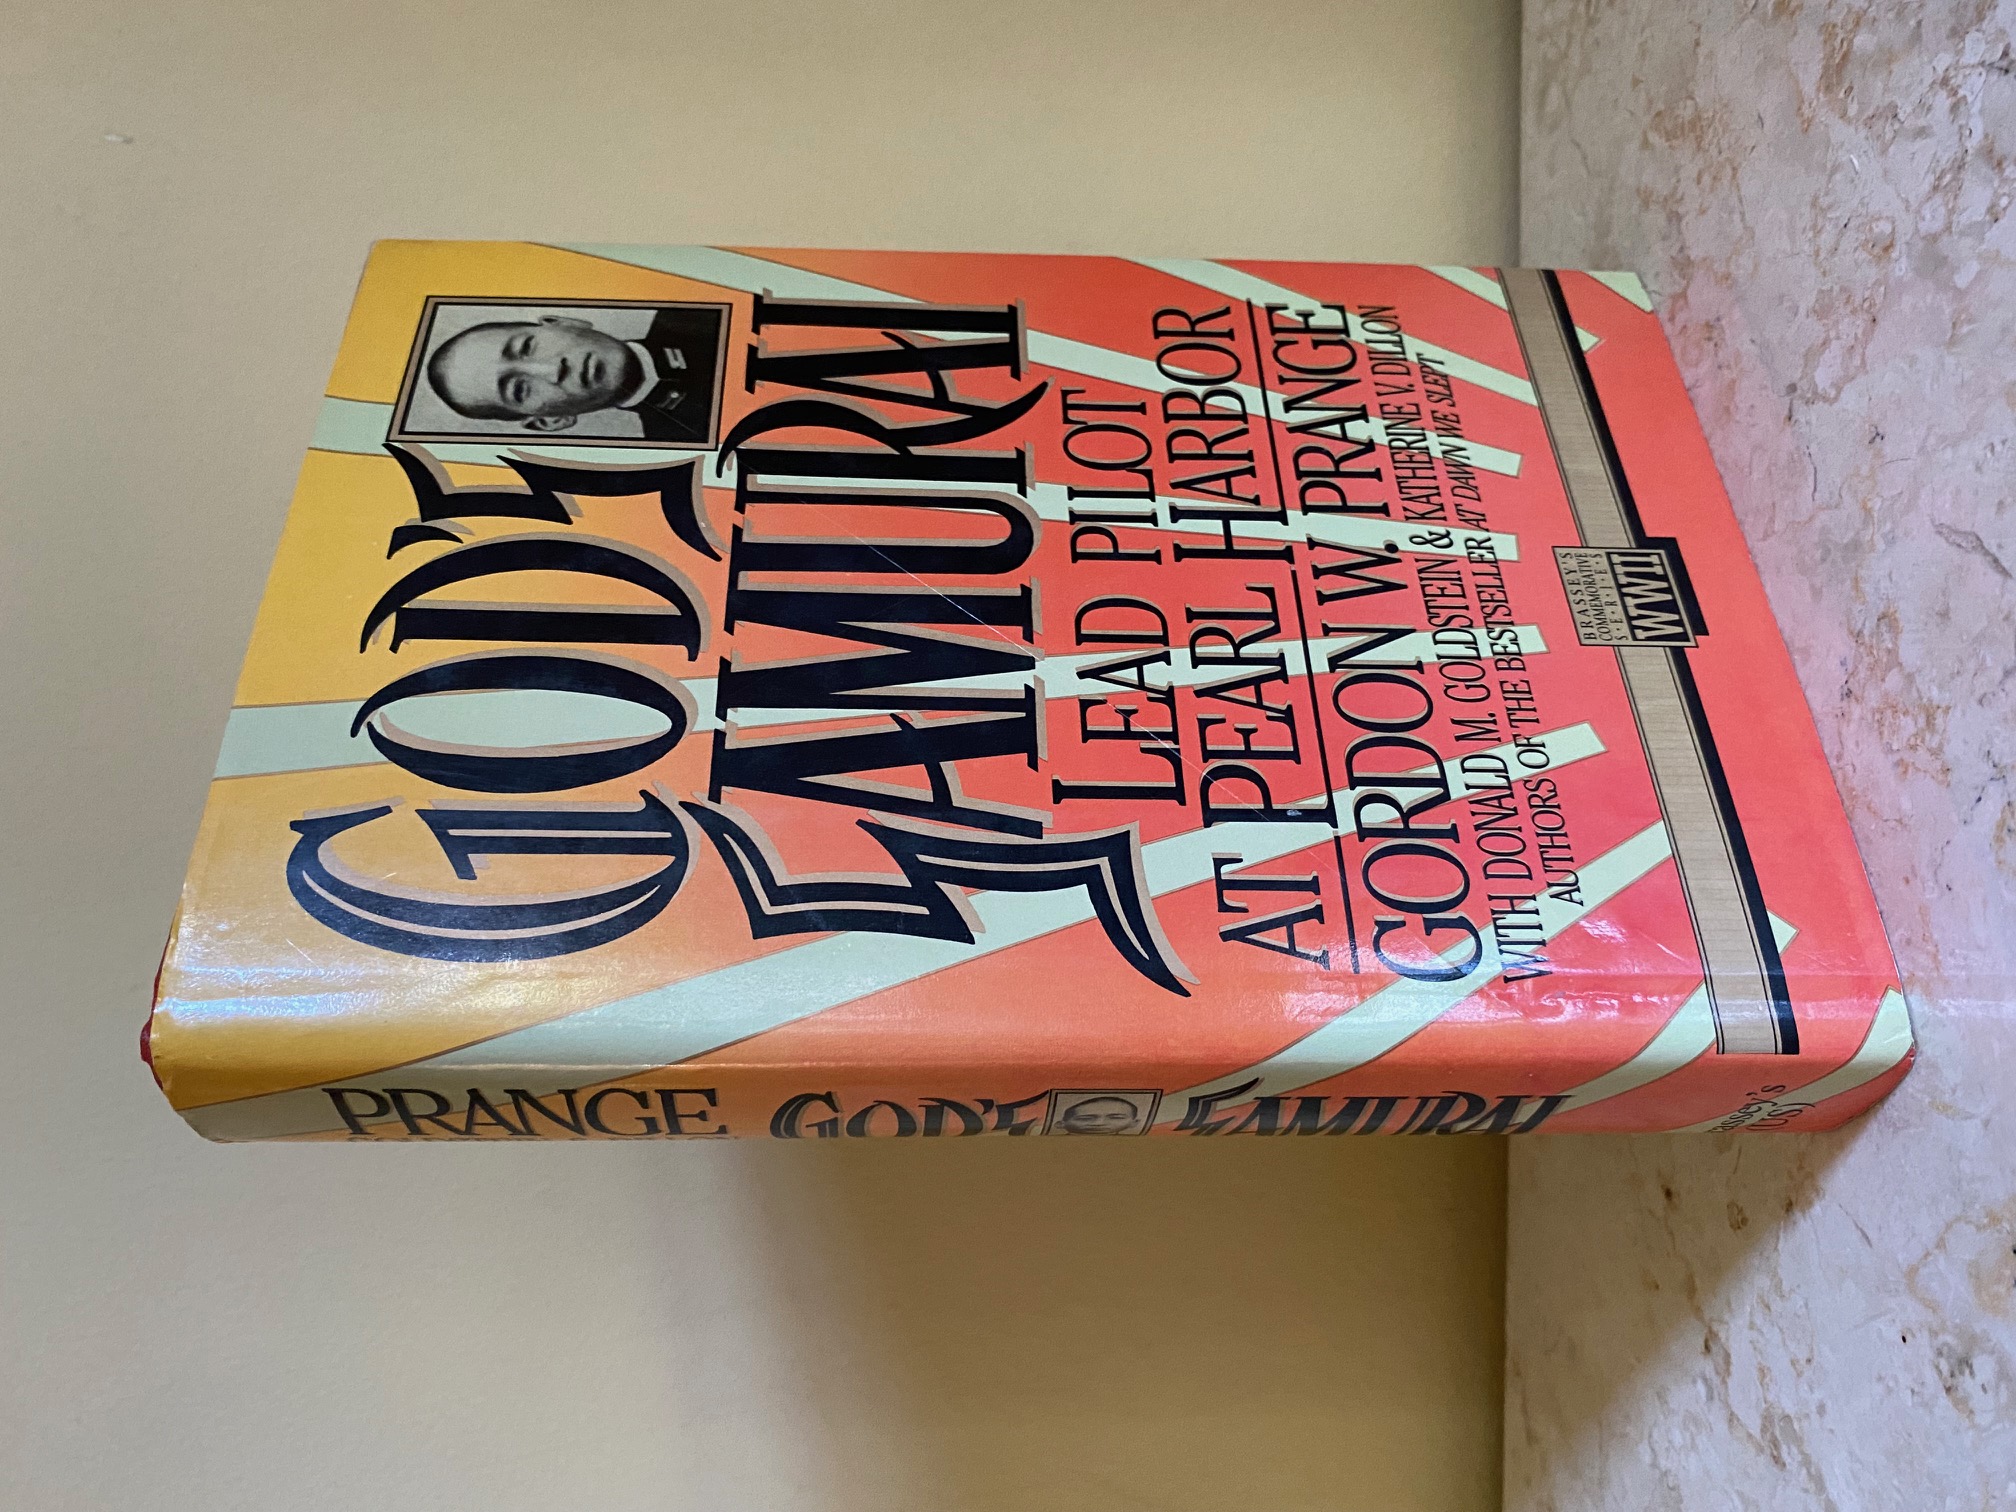 GOD'S
SAMURAI
LEAD PILOT
AT PEARL HARBOR
GORDON W. PRANGE
WITH DONALD M. GOLDSTEIN & KATHERINE V. DILLON
AUTHORS OF THE BESTSELLER AT DAWN WE SLEPT
BRASSEY'S
COMMEMORATIVE
S•E•R•I•E•S
WWII
PRANGE
GOD'S SAMURAI
(US)